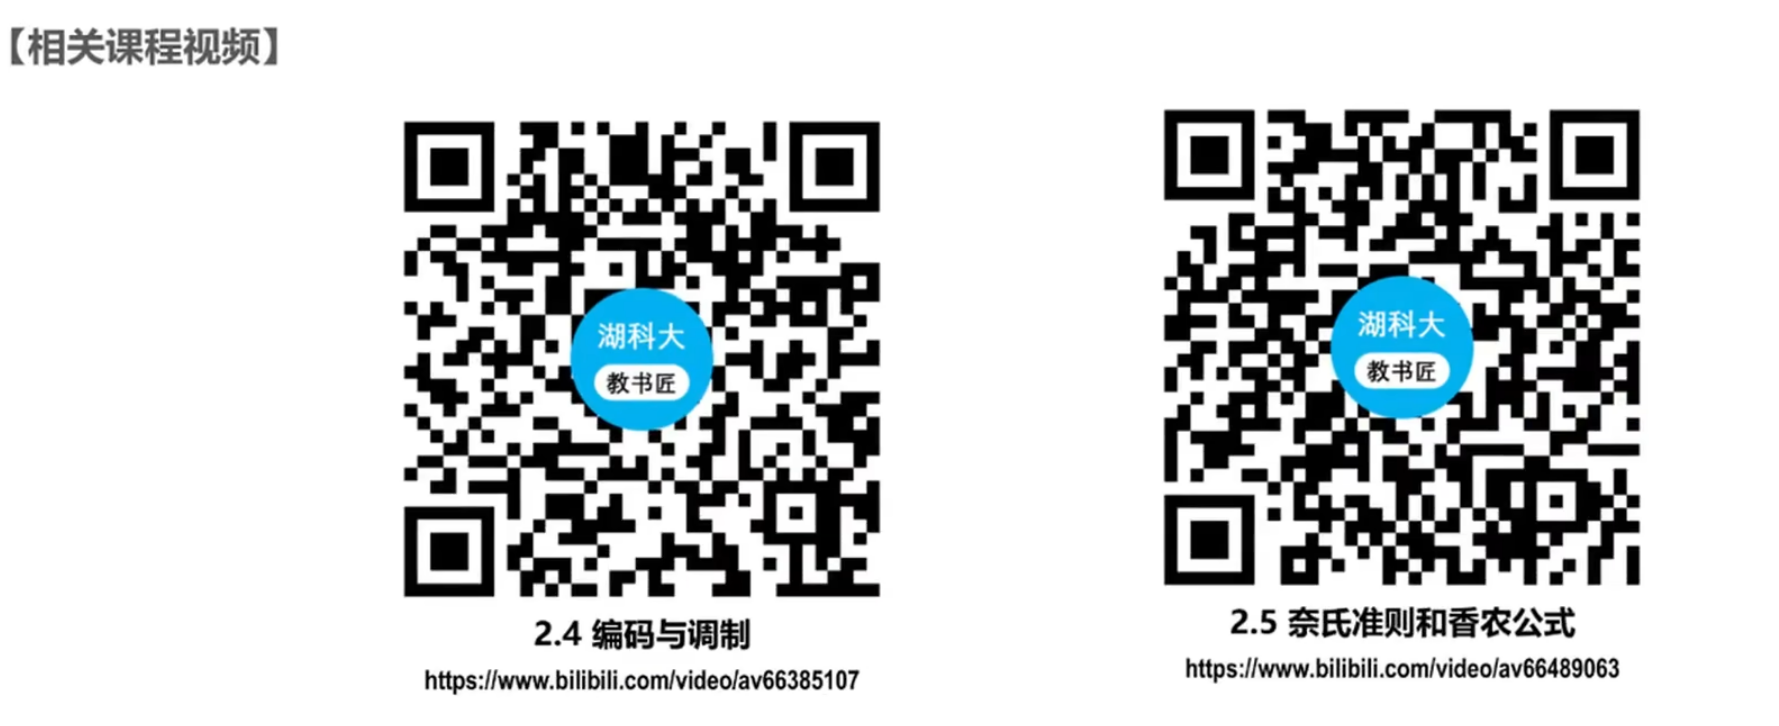 【相关课程视频】
湖科大
教书匠
2.4 编码与调制
https://www.bilibili.com/video/av66385107
湖科大
教书匠
2.5 奈氏准则和香农公式
https://www.bilibili.com/video/av66489063